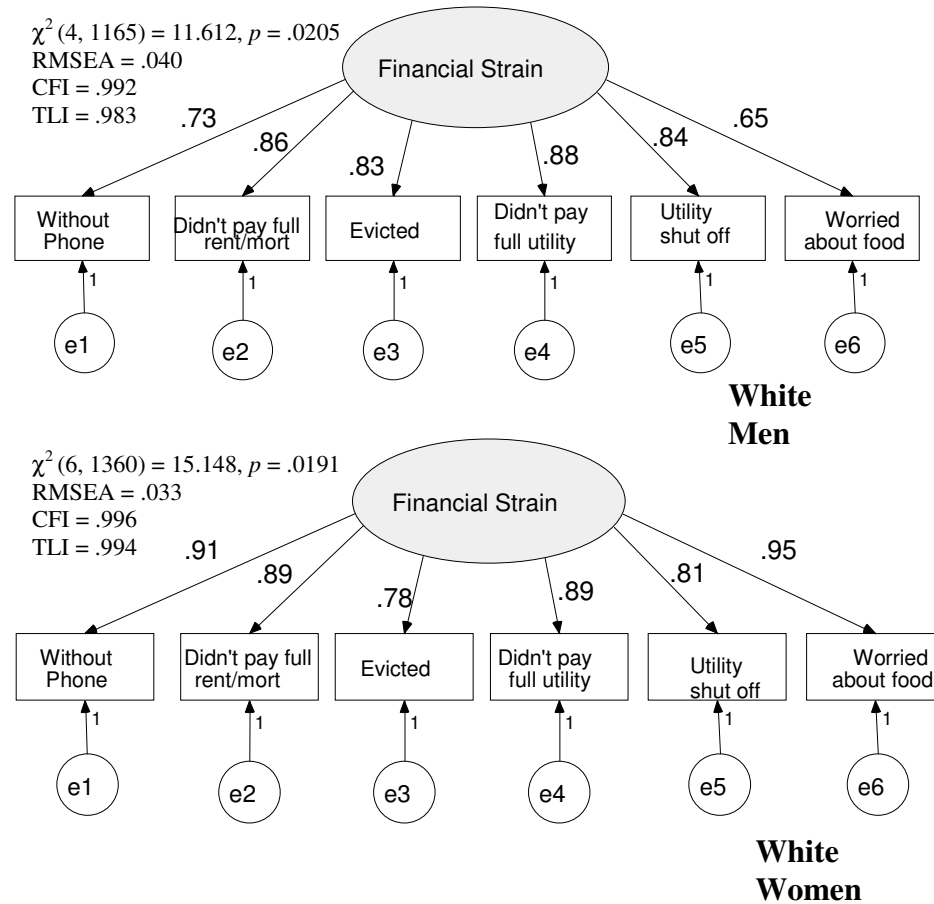 χ² (4, 1165) = 11.612, p = .0205
RMSEA = .040
CFI = .992
TLI = .983
Financial Strain
.73
.86
.83
.88
.84
.65
Without
Phone
Didn't pay full
rent/mort
Evicted
Didn't pay
full utility
Utility
shut off
Worried
about food
1
1
1
1
1
1
e1
e2
e3
e4
e5
e6
White
Men
χ² (6, 1360) = 15.148, p = .0191
RMSEA = .033
CFI = .996
TLI = .994
Financial Strain
.91
.89
.78
.89
.81
.95
Without
Phone
Didn't pay full
rent/mort
Evicted
Didn't pay
full utility
Utility
shut off
Worried
about food
1
1
1
1
1
1
e1
e2
e3
e4
e5
e6
White
Women